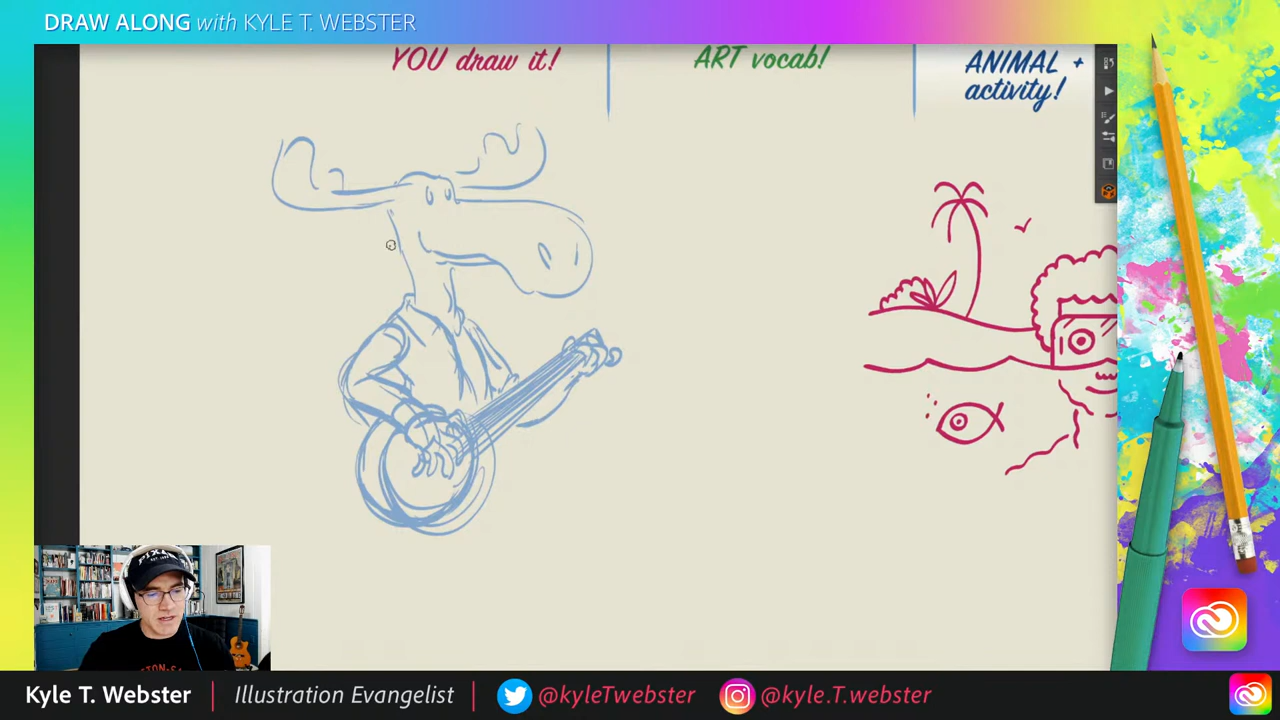 DRAW ALONG with KYLE T. WEBSTER
YOU draw it!
ART vocab!
ANIMAL +
activity!
PIXA
Kyle T. Webster | Illustration Evangelist | @kyleTwebster @kyle.T.webster